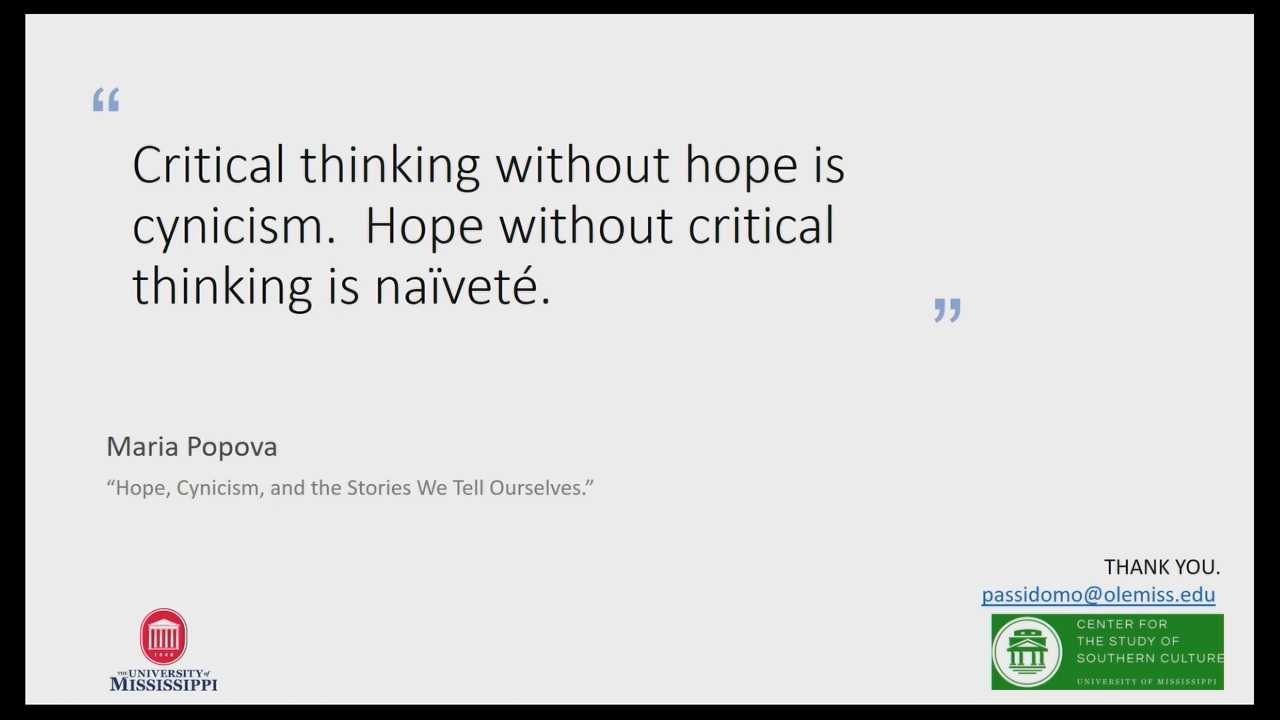 “
Critical thinking without hope is
cynicism.  Hope without critical
thinking is naïveté.
”
Maria Popova
“Hope, Cynicism, and the Stories We Tell Ourselves.”
THANK YOU.
passidomo@olemiss.edu
1848
THE UNIVERSITY of
MISSISSIPPI
CENTER FOR
THE STUDY OF
SOUTHERN CULTURE
UNIVERSITY OF MISSISSIPPI